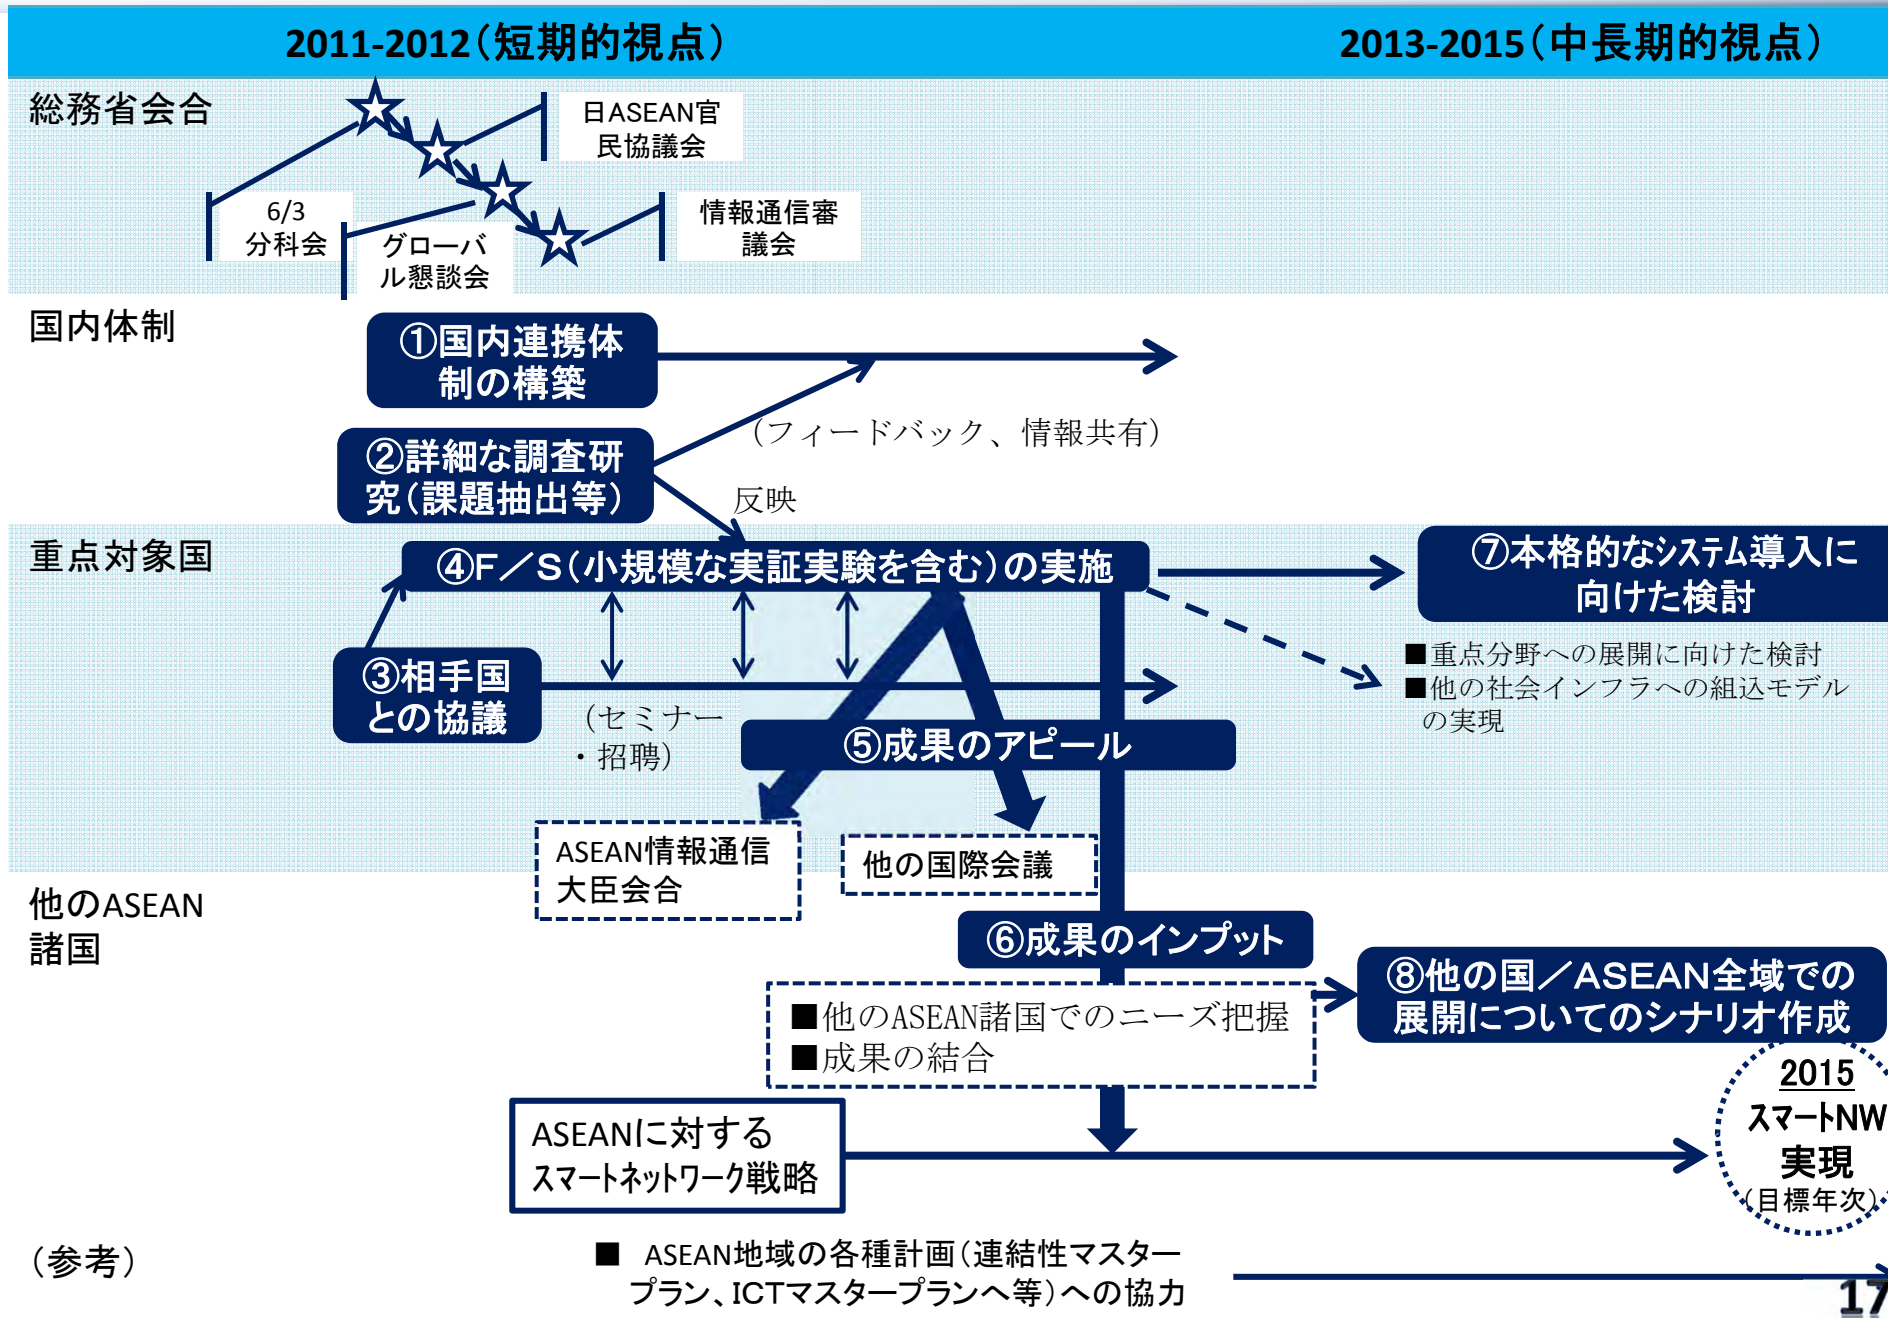 2011-2012(短期的視点)
2013-2015(中長期的視点)
総務省会合
日ASEAN官
民協議会
6/3
分科会
グローバ
ル懇談会
情報通信審
議会
国内体制
①国内連携体
制の構築
(フィードバック、情報共有)
②詳細な調査研
究(課題抽出等)
反映
重点対象国
④F/S(小規模な実証実験を含む)の実施
⑦本格的なシステム導入に
向けた検討
■重点分野への展開に向けた検討
■他の社会インフラへの組込モデル
の実現
③相手国
との協議
(セミナー
・招聘)
⑤成果のアピール
ASEAN情報通信
大臣会合
他の国際会議
他のASEAN
諸国
⑥成果のインプット
■他のASEAN諸国でのニーズ把握
■成果の結合
⑧他の国/ASEAN全域での
展開についてのシナリオ作成
2015
スマートNW
実現
(目標年次)
ASEANに対する
スマートネットワーク戦略
(参考)
■ ASEAN地域の各種計画(連結性マスター
プラン、ICTマスタープランへ等)への協力
17